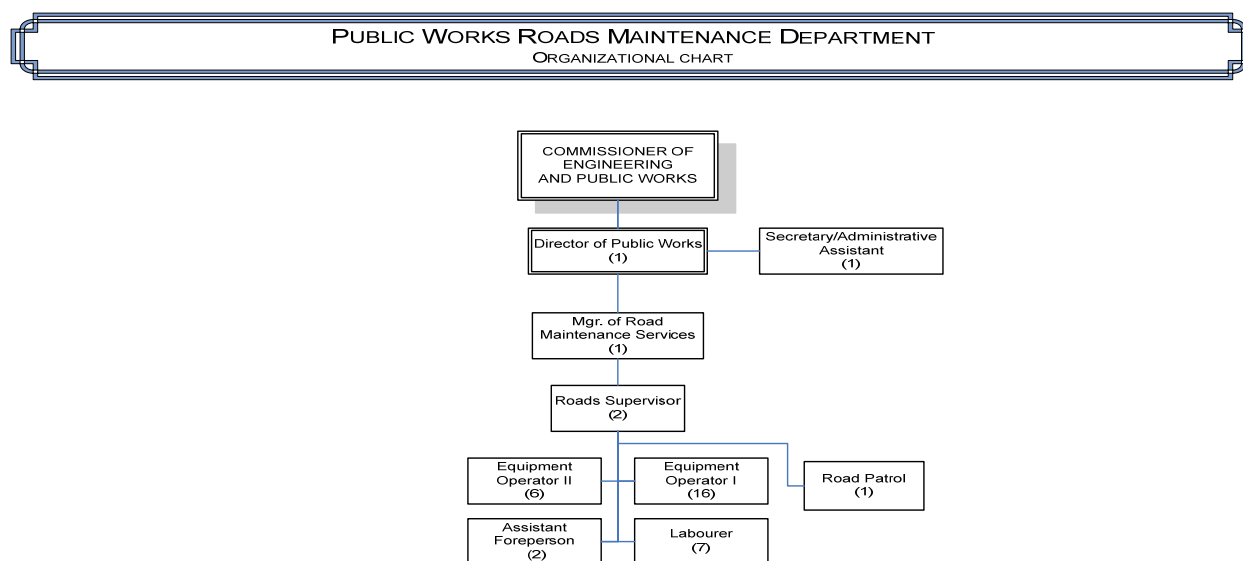 PUBLIC WORKS ROADS MAINTENANCE DEPARTMENT
ORGANIZATIONAL CHART
COMMISSIONER OF
ENGINEERING
AND PUBLIC WORKS
Director of Public Works
(1)
Secretary/Administrative
Assistant
(1)
Mgr. of Road
Maintenance Services
(1)
Roads Supervisor
(2)
Equipment
Operator II
(6)
Equipment
Operator I
(16)
Road Patrol
(1)
Assistant
Foreperson
(2)
Labourer
(7)